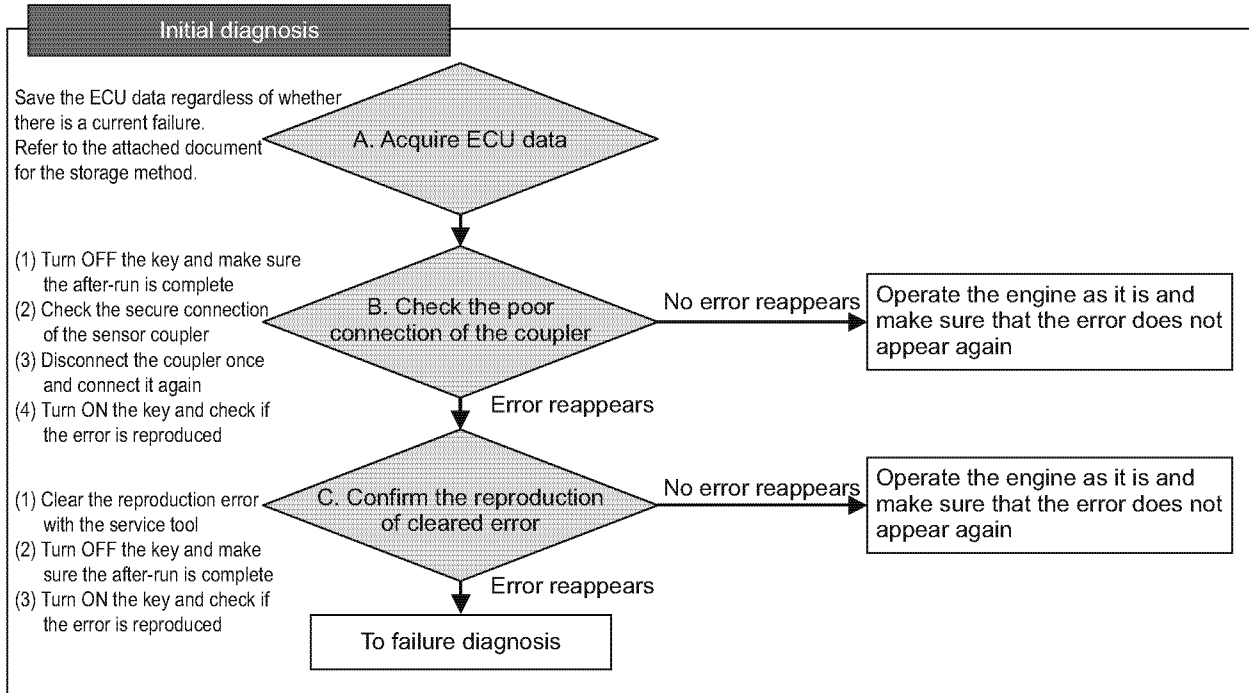 Initial diagnosis
Save the ECU data regardless of whether
there is a current failure.
Refer to the attached document
for the storage method.
A. Acquire ECU data
(1) Turn OFF the key and make sure
the after-run is complete
(2) Check the secure connection
of the sensor coupler
(3) Disconnect the coupler once
and connect it again
(4) Turn ON the key and check if
the error is reproduced
B. Check the poor
connection of the coupler
No error reappears
Operate the engine as it is and
make sure that the error does not
appear again
Error reappears
(1) Clear the reproduction error
with the service tool
(2) Turn OFF the key and make
sure the after-run is complete
(3) Turn ON the key and check if
the error is reproduced
C. Confirm the reproduction
of cleared error
No error reappears
Operate the engine as it is and
make sure that the error does not
appear again
Error reappears
To failure diagnosis